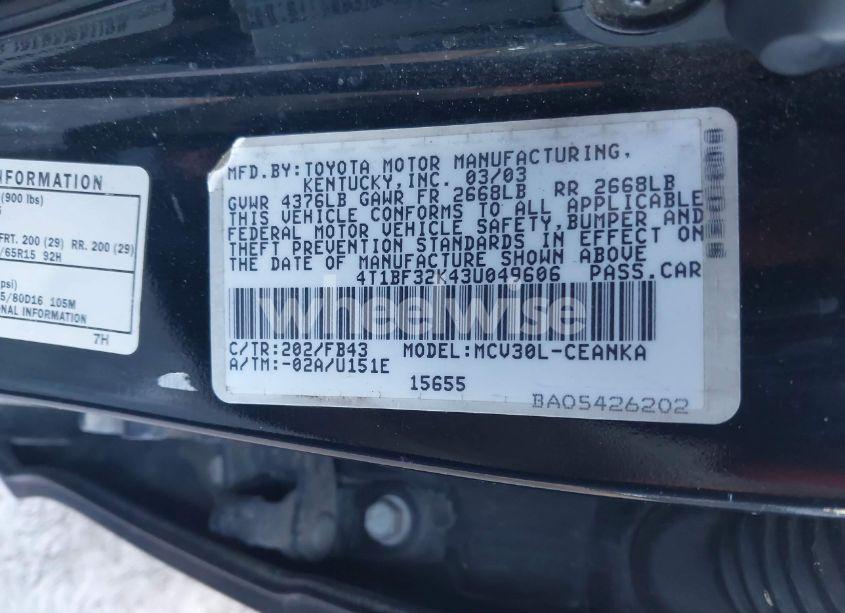 INFORMATION
(900 lbs)
FRT. 200 (29) RR. 200 (29)
/65R15 92H
psi)
5/80D16 105M
NAL INFORMATION
7H
MFD.BY:TOYOTA MOTOR MANUFACTURING,
KENTUCKY,INC. 03/03
GVWR 4376LB GAWR FR 2668LB RR 2668LB
THIS VEHICLE CONFORMS TO ALL APPLICABLE
FEDERAL MOTOR VEHICLE SAFETY,BUMPER AND
THEFT PREVENTION STANDARDS IN EFFECT ON
THE DATE OF MANUFACTURE SHOWN ABOVE
4T1BF32K43U049606 PASS.CAR
wheelwise
C/TR:202/FB43 MODEL:MCV30L-CEANKA
A/TM:-02A/U151E
15655
BA05426202